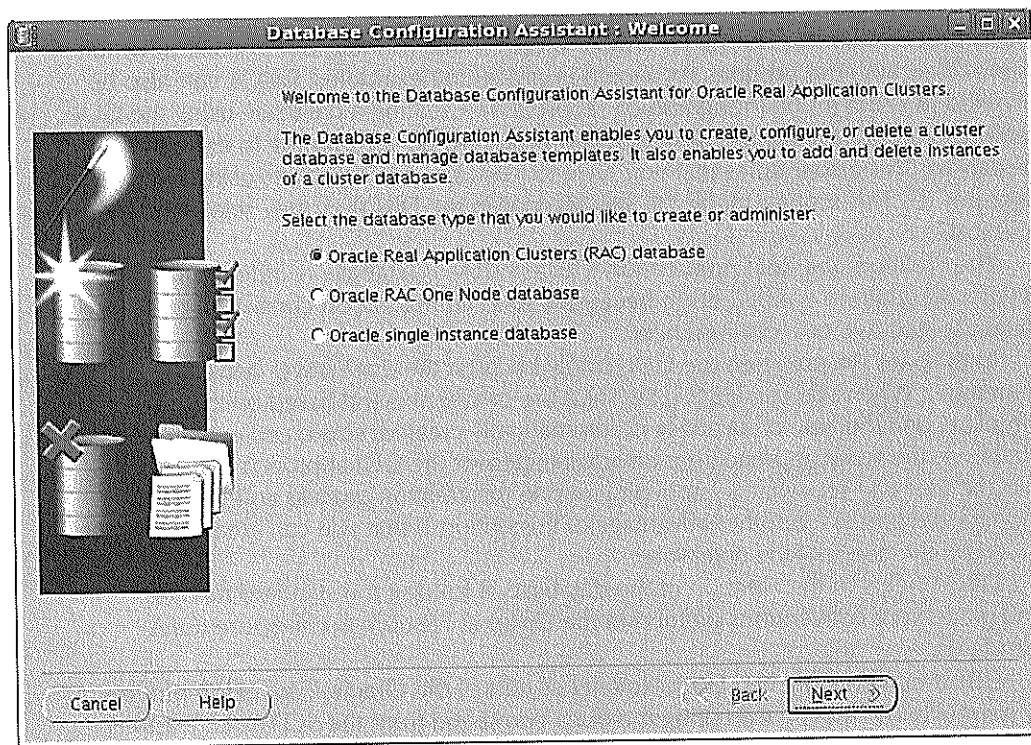 Database Configuration Assistant : Welcome
Welcome to the Database Configuration Assistant for Oracle Real Application Clusters.
The Database Configuration Assistant enables you to create, configure, or delete a cluster
database and manage database templates. It also enables you to add and delete instances
of a cluster database.
Select the database type that you would like to create or administer:
Oracle Real Application Clusters (RAC) database
Oracle RAC One Node database
Oracle single instance database
Cancel
Help
Back
Next